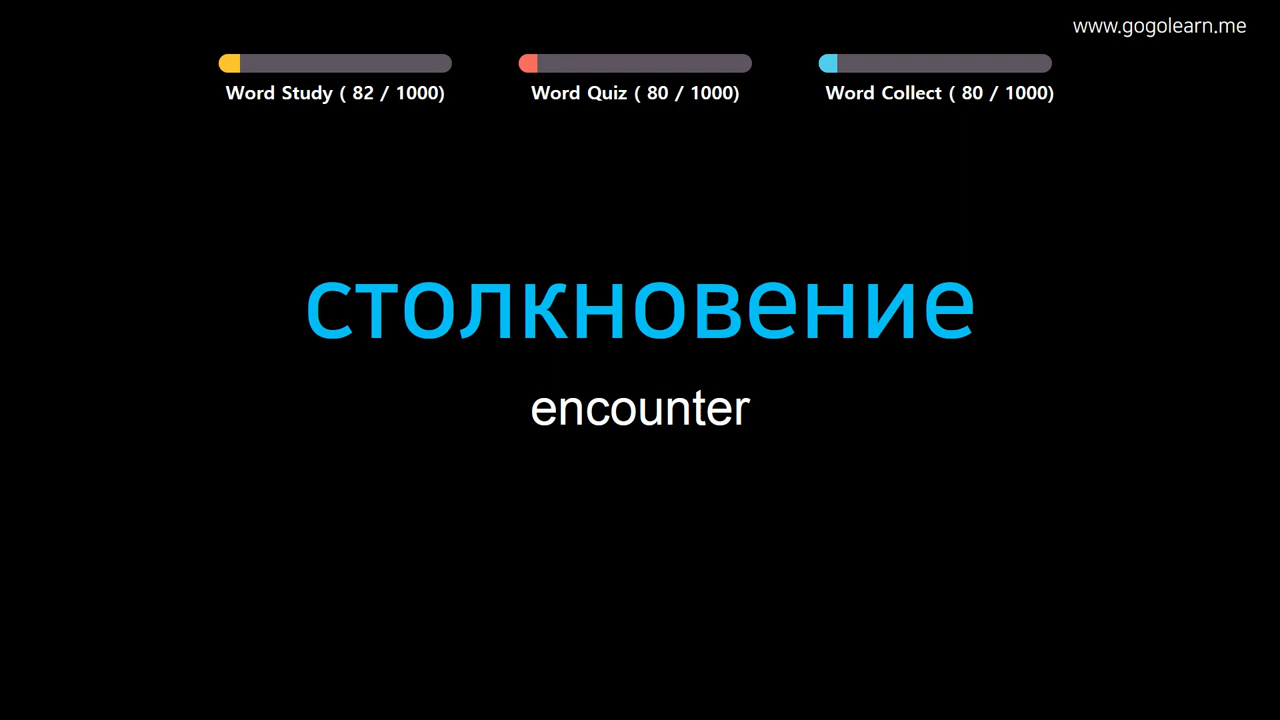 www.gogolearn.me
Word Study ( 82 / 1000)
Word Quiz ( 80 / 1000)
Word Collect ( 80 / 1000)
столкновение
encounter